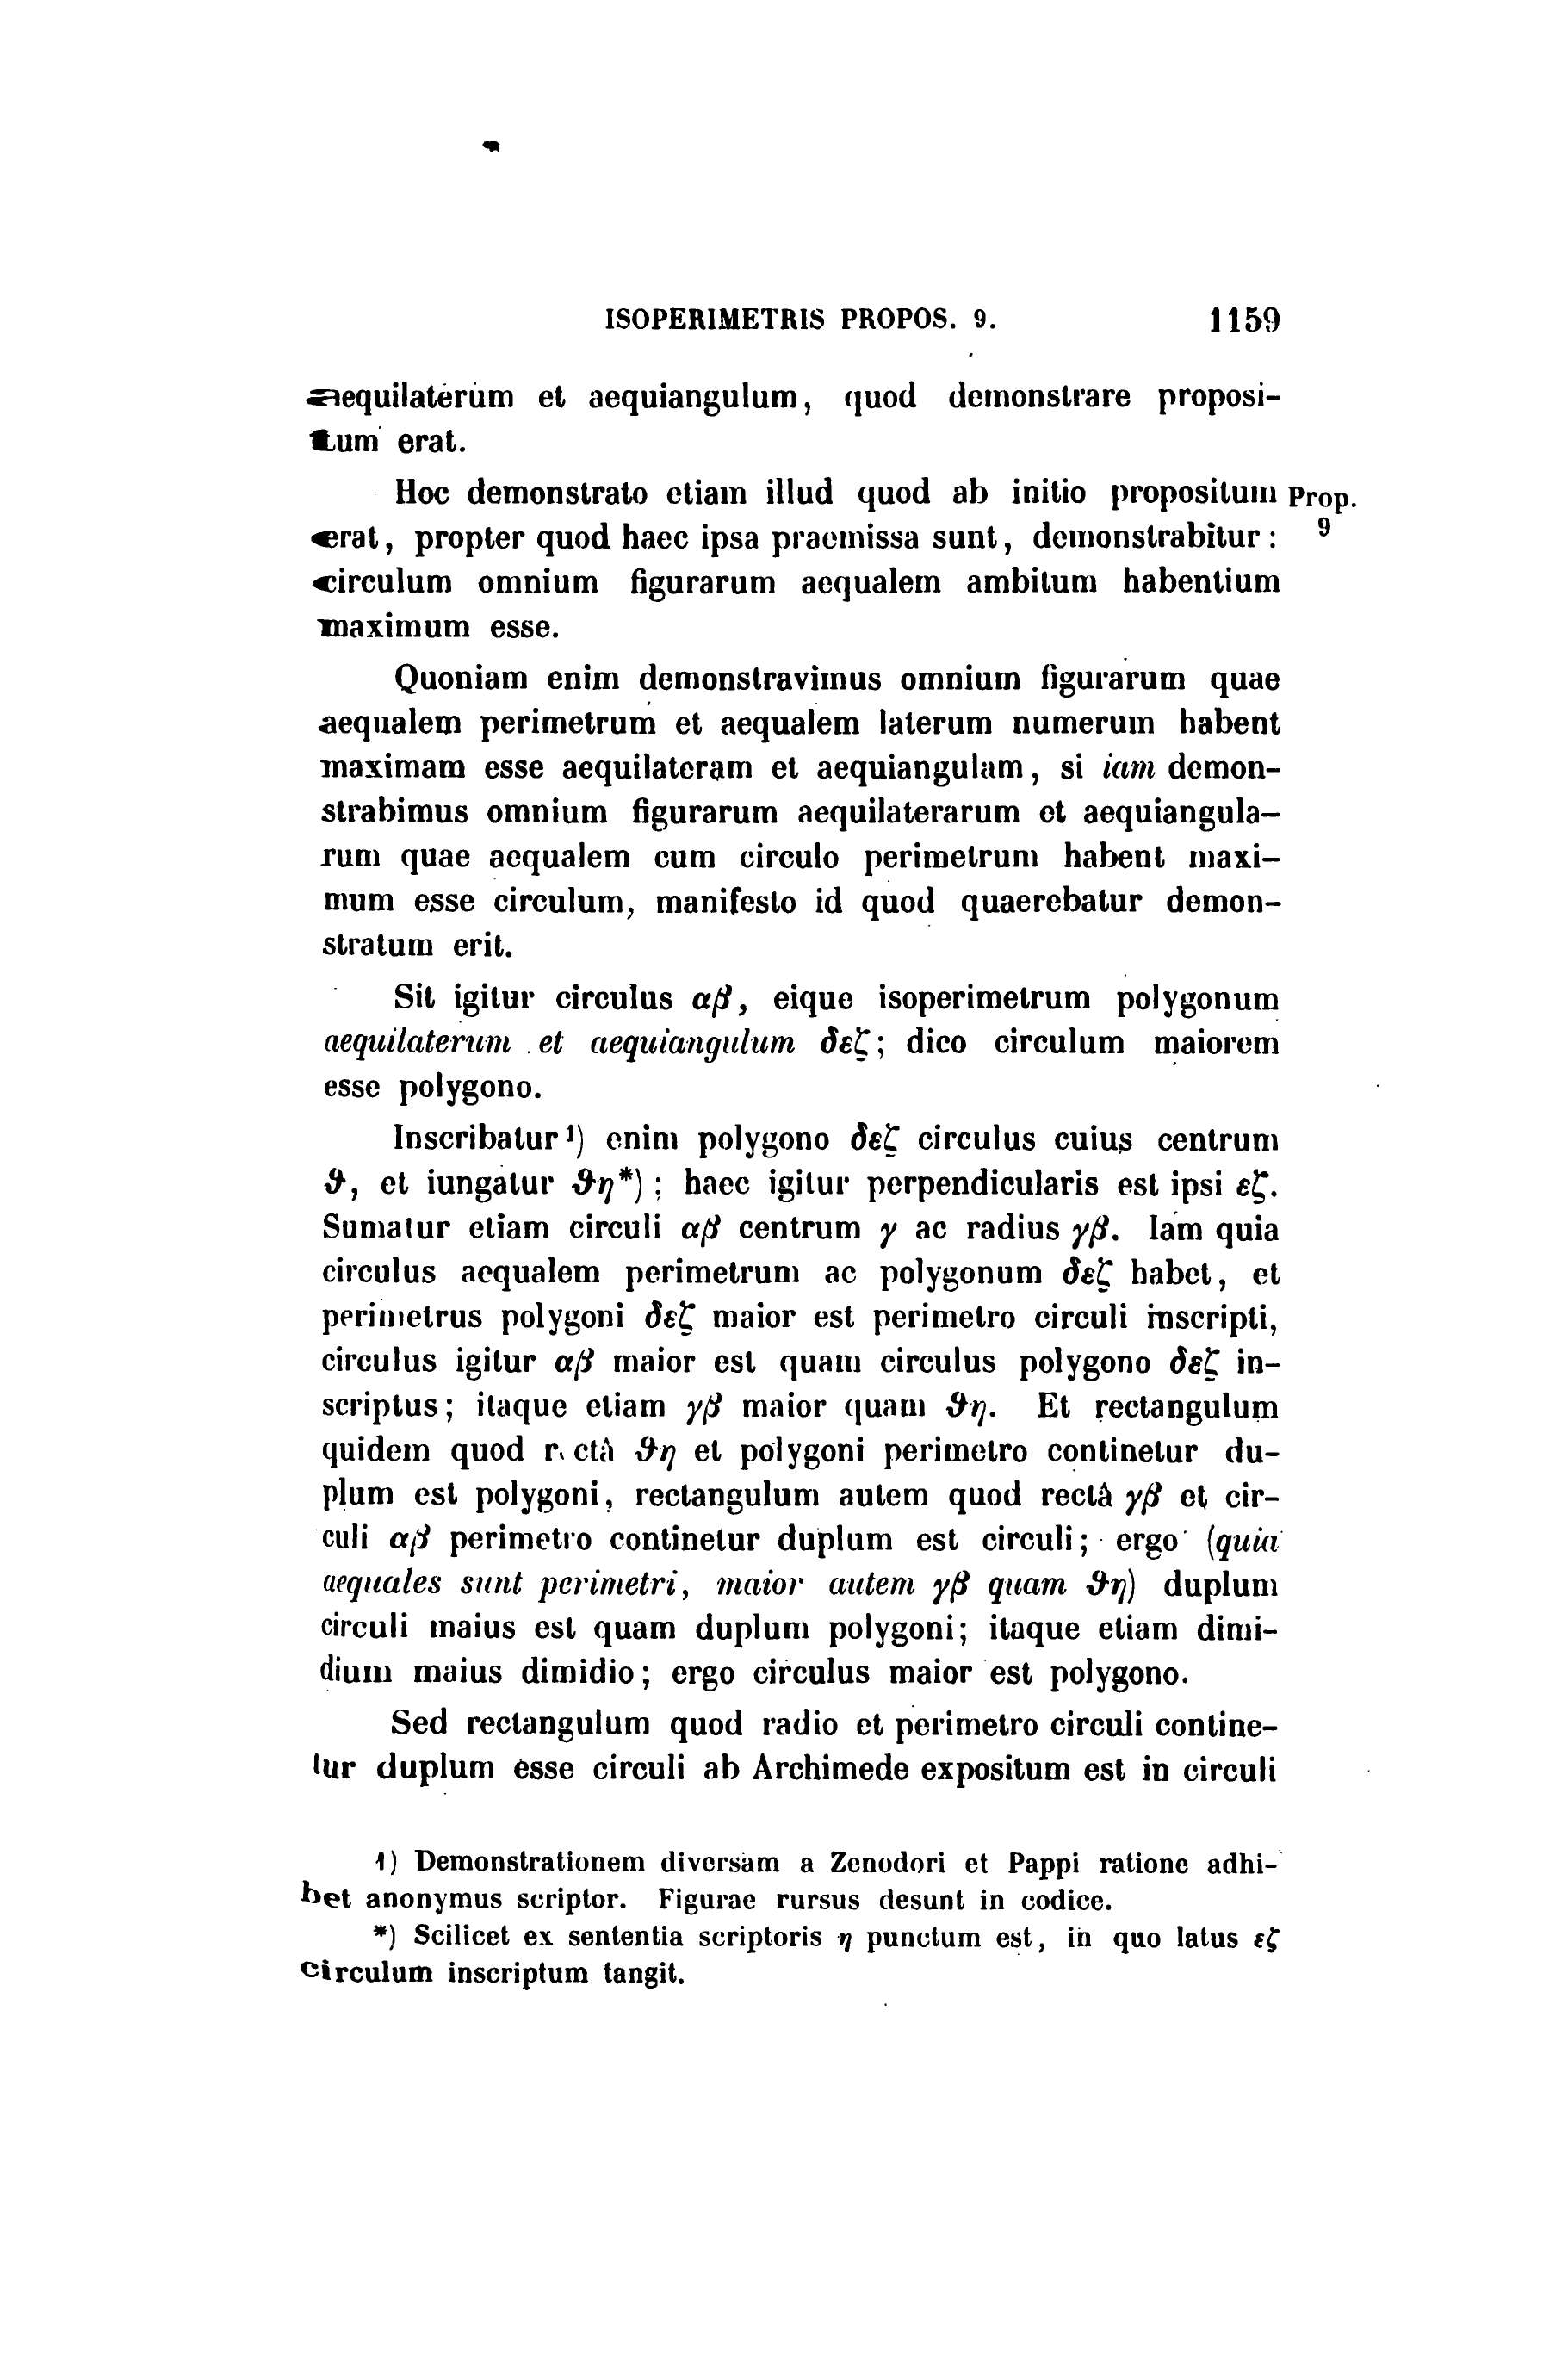 ISOPERIMETRIS PROPOS. 9. 1159
aequilaterum et aequiangulum, quod demonstrare proposi-
tum erat.
Hoc demonstrato etiam illud quod ab initio propositum Prop.
erat, propter quod haec ipsa praemissa sunt, demonstrabitur: 9
circulum omnium figurarum aequalem ambitum habentium
maximum esse.
Quoniam enim demonstravimus omnium figurarum quae
aequalem perimetrum et aequalem laterum numerum habent
maximam esse aequilateram et aequiangulam, si iam demon-
strabimus omnium figurarum aequilaterarum et aequiangula-
rum quae aequalem cum circulo perimetrum habent maxi-
mum esse circulum, manifesto id quod quaerebatur demon-
stratum erit.
Sit igitur circulus αβ, eique isoperimetrum polygonum
aequilaterum et aequiangulum δεζ; dico circulum maiorem
esse polygono.
Inscribatur¹) enim polygono δεζ circulus cuius centrum
ϑ, et iungatur ϑη*); haec igitur perpendicularis est ipsi εζ.
Sumatur etiam circuli αβ centrum γ ac radius γβ. Iam quia
circulus aequalem perimetrum ac polygonum δεζ habet, et
perimetrus polygoni δεζ maior est perimetro circuli inscripti,
circulus igitur αβ maior est quam circulus polygono δεζ in-
scriptus; itaque etiam γβ maior quam ϑη. Et rectangulum
quidem quod rectâ ϑη et polygoni perimetro continetur du-
plum est polygoni, rectangulum autem quod rectâ γβ et cir-
culi αβ perimetro continetur duplum est circuli; ergo (quia
aequales sunt perimetri, maior autem γβ quam ϑη) duplum
circuli maius est quam duplum polygoni; itaque etiam dimi-
dium maius dimidio; ergo circulus maior est polygono.
Sed rectangulum quod radio et perimetro circuli contine-
tur duplum esse circuli ab Archimede expositum est in circuli
1) Demonstrationem diversam a Zenodori et Pappi ratione adhi-
bet anonymus scriptor. Figurae rursus desunt in codice.
*) Scilicet ex sententia scriptoris η punctum est, in quo latus εζ
circulum inscriptum tangit.